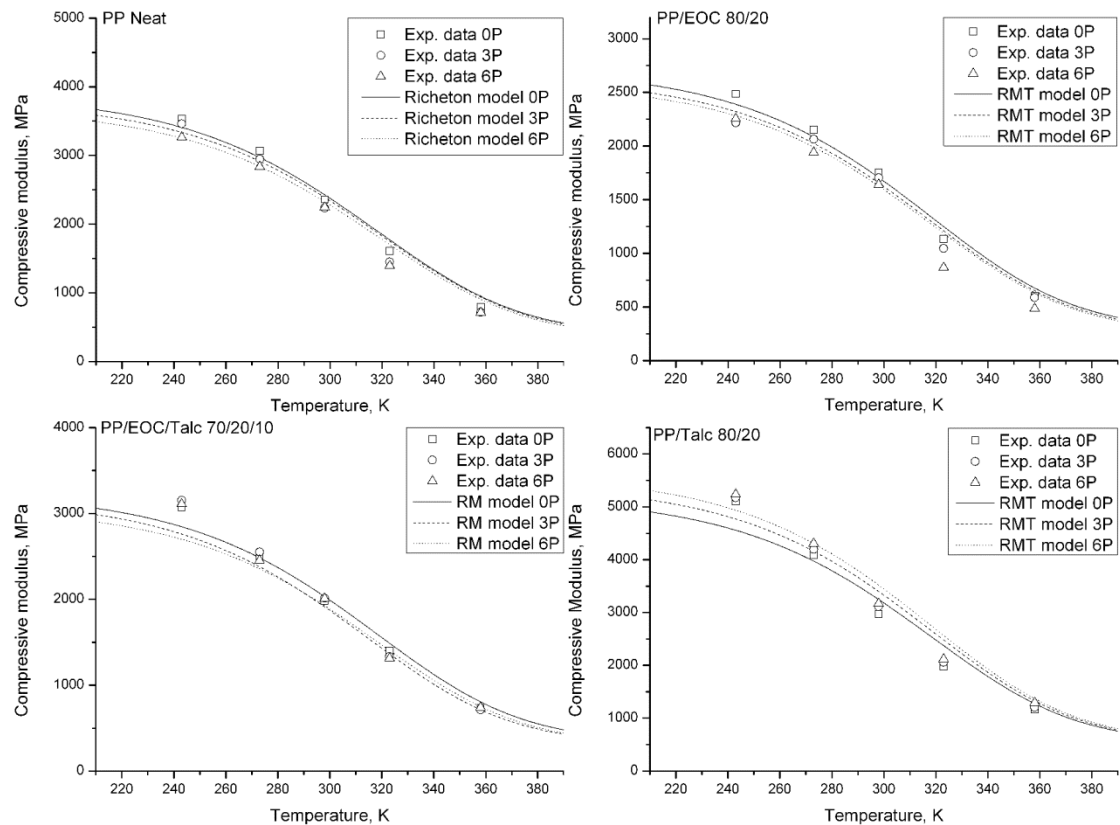 PP Neat
5000
4000
3000
2000
1000
0
Compressive modulus, MPa
Exp. data 0P
Exp. data 3P
Exp. data 6P
Richeton model 0P
Richeton model 3P
Richeton model 6P
220 240 260 280 300 320 340 360 380
Temperature, K
PP/EOC 80/20
3000
2500
2000
1500
1000
500
0
Compressive modulus, MPa
Exp. data 0P
Exp. data 3P
Exp. data 6P
RMT model 0P
RMT model 3P
RMT model 6P
220 240 260 280 300 320 340 360 380
Temperature, K
PP/EOC/Talc 70/20/10
4000
3000
2000
1000
0
Compressive modulus, MPa
Exp. data 0P
Exp. data 3P
Exp. data 6P
RM model 0P
RM model 3P
RM model 6P
220 240 260 280 300 320 340 360 380
Temperature, K
PP/Talc 80/20
6000
5000
4000
3000
2000
1000
0
Compressive Modulus, MPa
Exp. data 0P
Exp. data 3P
Exp. data 6P
RMT model 0P
RMT model 3P
RMT model 6P
220 240 260 280 300 320 340 360 380
Temperature, K